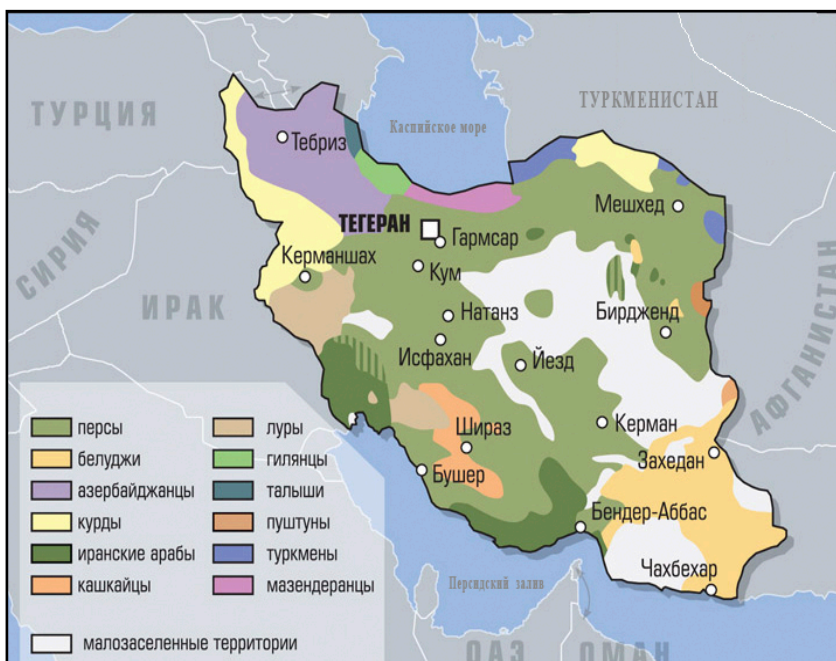 ТУРЦИЯ
ТУРКМЕНИСТАН
Каспийское море
Тебриз
Мешхед
ТЕГЕРАН
Гармсар
СИРИЯ
Керманшах
Кум
ИРАК
Натанз
Бирдженд
АФГАНИСТАН
Исфахан
Йезд
Шираз
Керман
Захедан
Бушер
Бендер-Аббас
Чахбехар
Персидский залив
ОАЗ
ОМАН
персы
белуджи
азербайджанцы
курды
иранские арабы
кашкайцы
луры
гилянцы
талыши
пуштуны
туркмены
мазендеранцы
малозаселенные территории